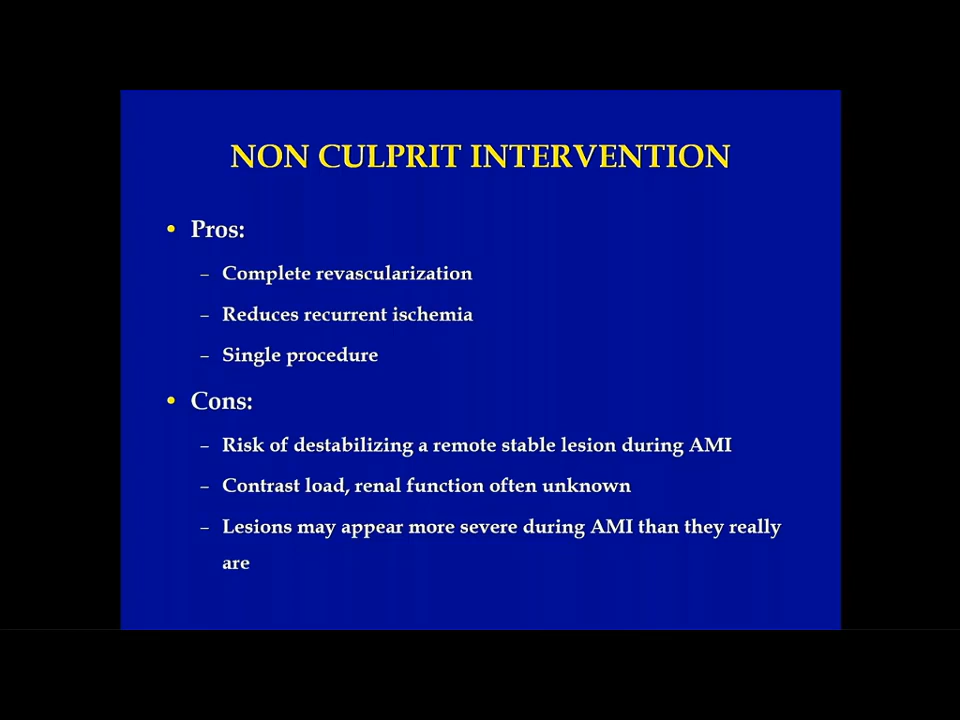 NON CULPRIT INTERVENTION
• Pros:
– Complete revascularization
– Reduces recurrent ischemia
– Single procedure
• Cons:
– Risk of destabilizing a remote stable lesion during AMI
– Contrast load, renal function often unknown
– Lesions may appear more severe during AMI than they really
are